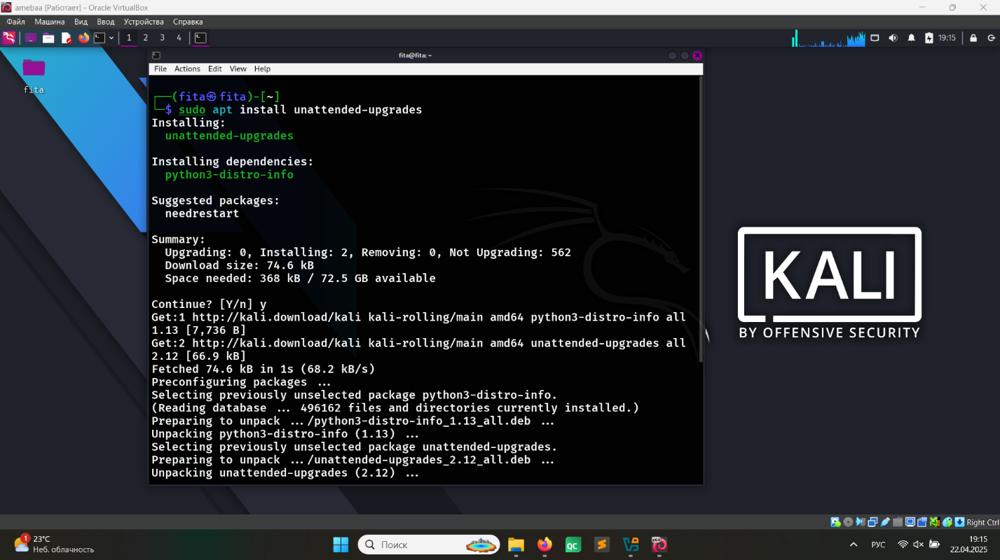 amebaa [Работает] - Oracle VirtualBox
Файл Машина Вид Ввод Устройства Справка
1 2 3 4 19:15
fita@fita: ~
File Actions Edit View Help
fita
┌──(fita㉿fita)-[~]
└─$ sudo apt install unattended-upgrades
Installing:
unattended-upgrades
Installing dependencies:
python3-distro-info
Suggested packages:
needrestart
Summary:
Upgrading: 0, Installing: 2, Removing: 0, Not Upgrading: 562
Download size: 74.6 kB
Space needed: 368 kB / 72.5 GB available
Continue? [Y/n] y
Get:1 http://kali.download/kali kali-rolling/main amd64 python3-distro-info all
1.13 [7,736 B]
Get:2 http://kali.download/kali kali-rolling/main amd64 unattended-upgrades all
2.12 [66.9 kB]
Fetched 74.6 kB in 1s (68.2 kB/s)
Preconfiguring packages ...
Selecting previously unselected package python3-distro-info.
(Reading database ... 496162 files and directories currently installed.)
Preparing to unpack .../python3-distro-info_1.13_all.deb ...
Unpacking python3-distro-info (1.13) ...
Selecting previously unselected package unattended-upgrades.
Preparing to unpack .../unattended-upgrades_2.12_all.deb ...
Unpacking unattended-upgrades (2.12) ...
KALI
BY OFFENSIVE SECURITY
Right Ctrl
1
23°C
Неб. облачность
Поиск
QC
x64
РУС
19:15
22.04.2025